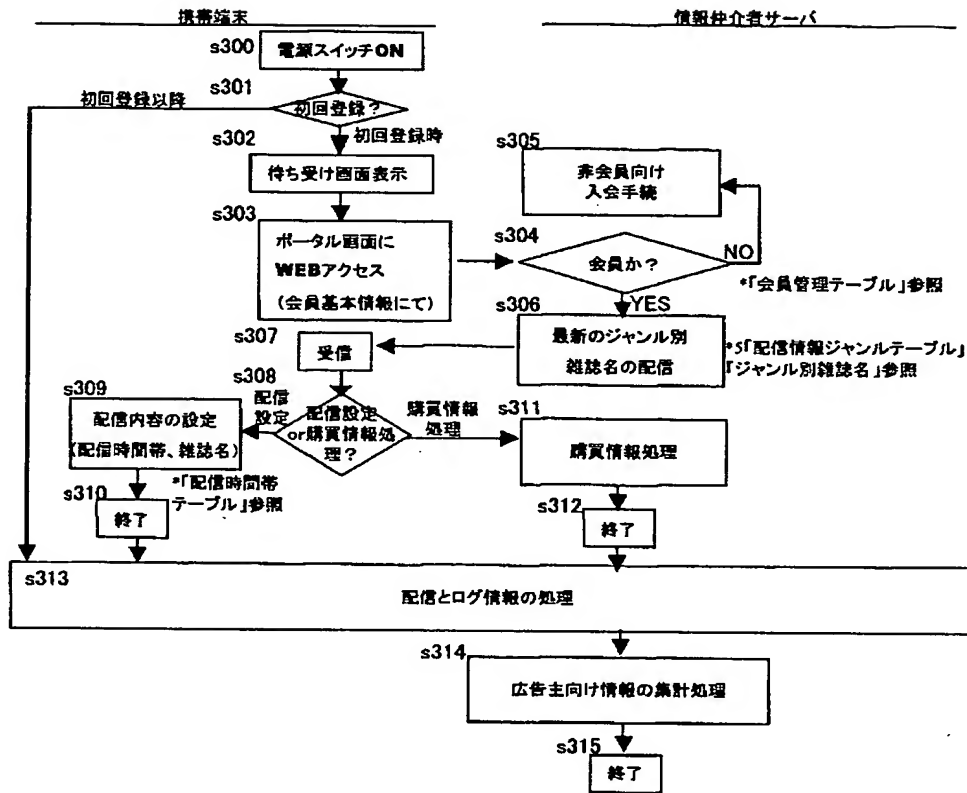 携帯端末
情報仲介者サーバ
s300
電源スイッチON
s301
初回登録以降
初回登録?
初回登録時
s302
待ち受け画面表示
s303
ポータル画面に
WEBアクセス
(会員基本情報にて)
s304
会員か?
NO
YES
s305
非会員向け
入会手続
*「会員管理テーブル」参照
s306
最新のジャンル別
雑誌名の配信
*5「配信情報ジャンルテーブル」
「ジャンル別雑誌名」参照
s307
受信
s308
配信設定
or購買情報処
理?
配信
設定
購買情報
処理
s309
配信内容の設定
(配信時間帯、雑誌名)
*「配信時間帯
テーブル」参照
s310
終了
s311
購買情報処理
s312
終了
s313
配信とログ情報の処理
s314
広告主向け情報の集計処理
s315
終了